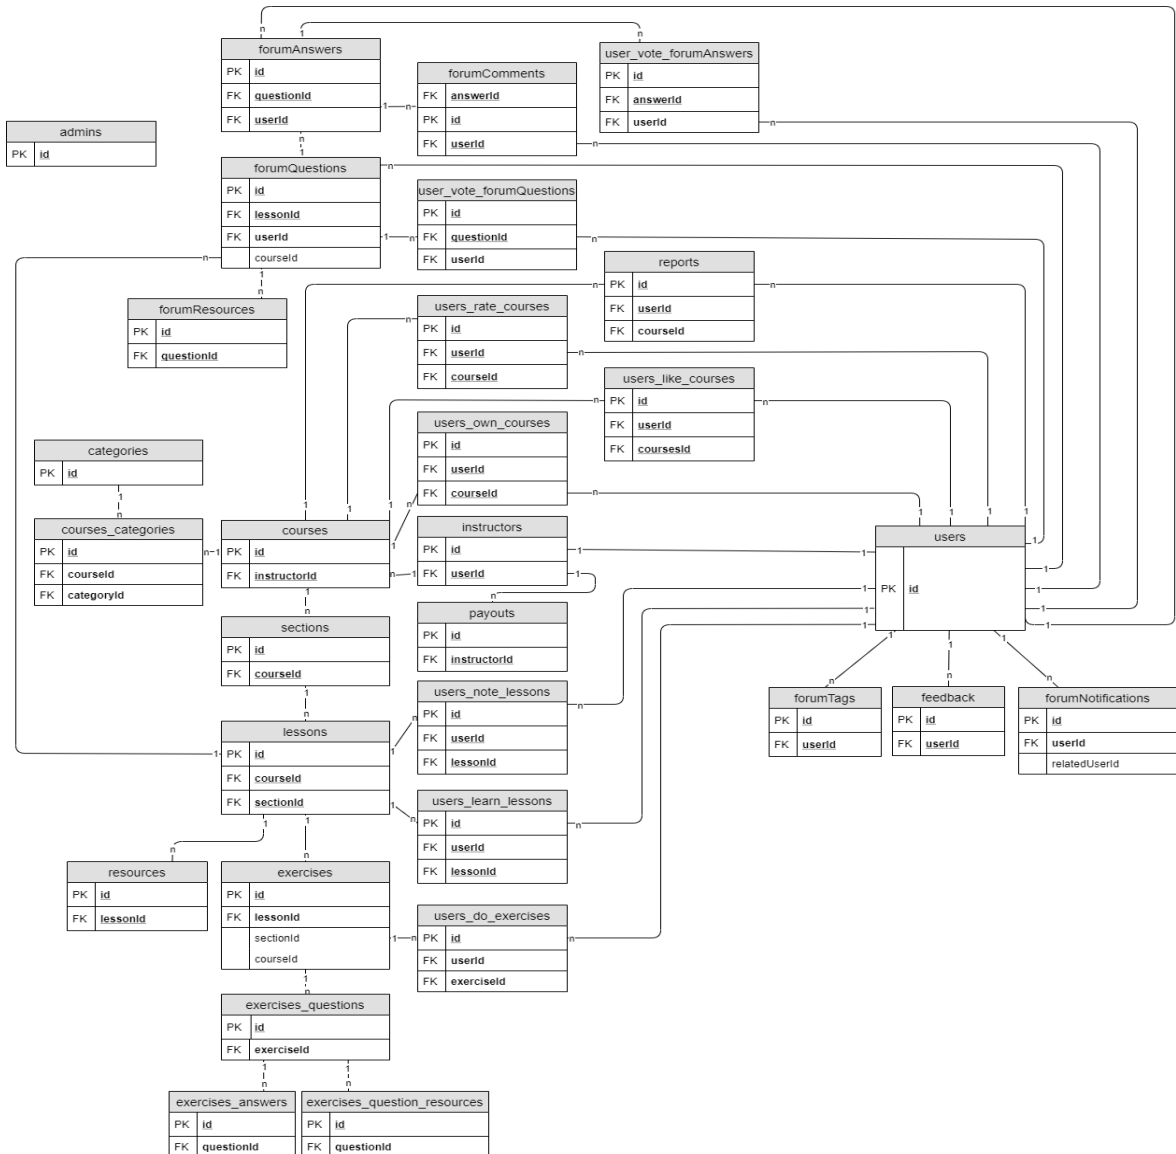 forumAnswers
PK id
FK questionId
FK userId
user_vote_forumAnswers
PK id
FK answerId
FK userId
forumComments
FK answerId
PK id
FK userId
admins
PK id
forumQuestions
PK id
FK lessonId
FK userId
courseId
user_vote_forumQuestions
PK id
FK questionId
FK userId
reports
PK id
FK userId
FK courseId
forumResources
PK id
FK questionId
users_rate_courses
PK id
FK userId
FK courseId
users_like_courses
PK id
FK userId
FK coursesId
users_own_courses
PK id
FK userId
FK courseId
categories
PK id
courses_categories
PK id
FK courseId
FK categoryId
courses
PK id
FK instructorId
instructors
PK id
FK userId
users
PK id
payouts
PK id
FK instructorId
sections
PK id
FK courseId
users_note_lessons
PK id
FK userId
FK lessonId
forumTags
PK id
FK userId
feedback
PK id
FK userId
forumNotifications
PK id
FK userId
relatedUserId
lessons
PK id
FK courseId
FK sectionId
users_learn_lessons
PK id
FK userId
FK lessonId
resources
PK id
FK lessonId
exercises
PK id
FK lessonId
sectionId
courseId
users_do_exercises
PK id
FK userId
FK exerciseId
exercises_questions
PK id
FK exerciseId
exercises_answers
PK id
FK questionId
exercises_question_resources
PK id
FK questionId